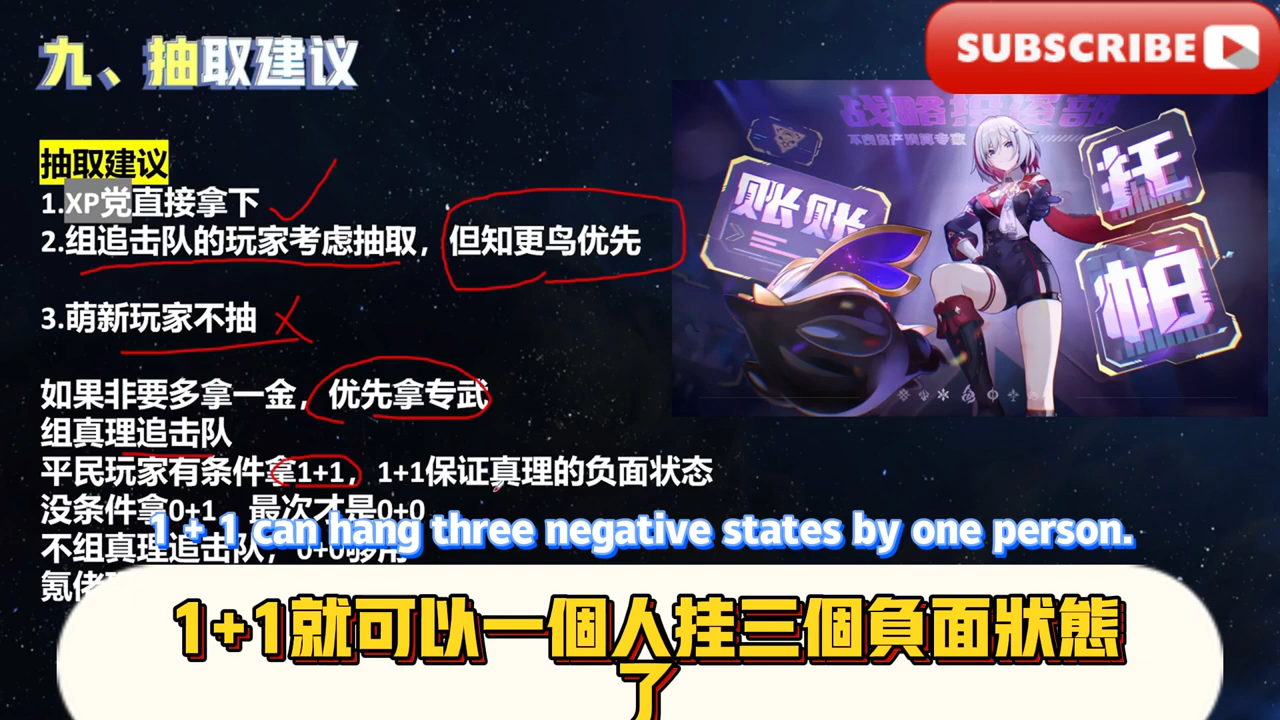 九、抽取建议
SUBSCRIBE
抽取建议
1.XP党直接拿下
2.组追击队的玩家考虑抽取，但知更鸟优先
3.萌新玩家不抽
如果非要多拿一金，优先拿专武
组真理追击队
平民玩家有条件拿1+1，1+1保证真理的负面状态
没条件拿0+1，最次才是0+0
不组真理追击队，0+0够用
氪佬
账账
托
帕
1 + 1 can hang three negative states by one person.
1+1就可以一個人挂三個負面狀態
了